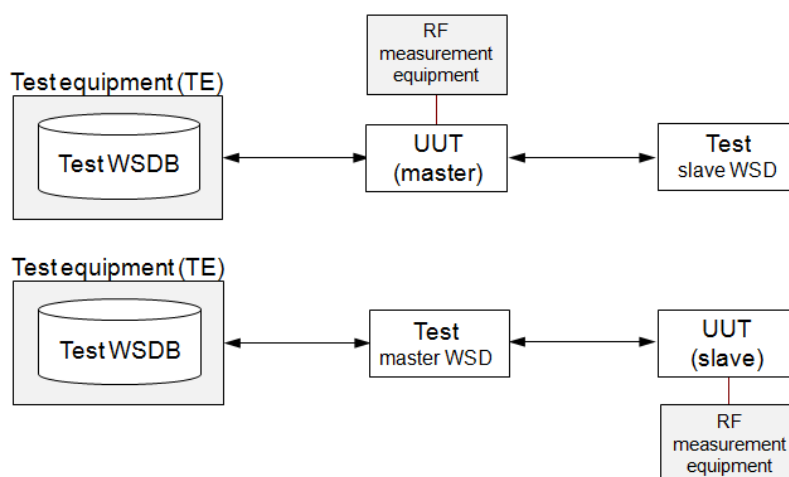 RF
measurement
equipment
Test equipment (TE)
Test WSDB
UUT
(master)
Test
slave WSD
Test equipment (TE)
Test WSDB
Test
master WSD
UUT
(slave)
RF
measurement
equipment